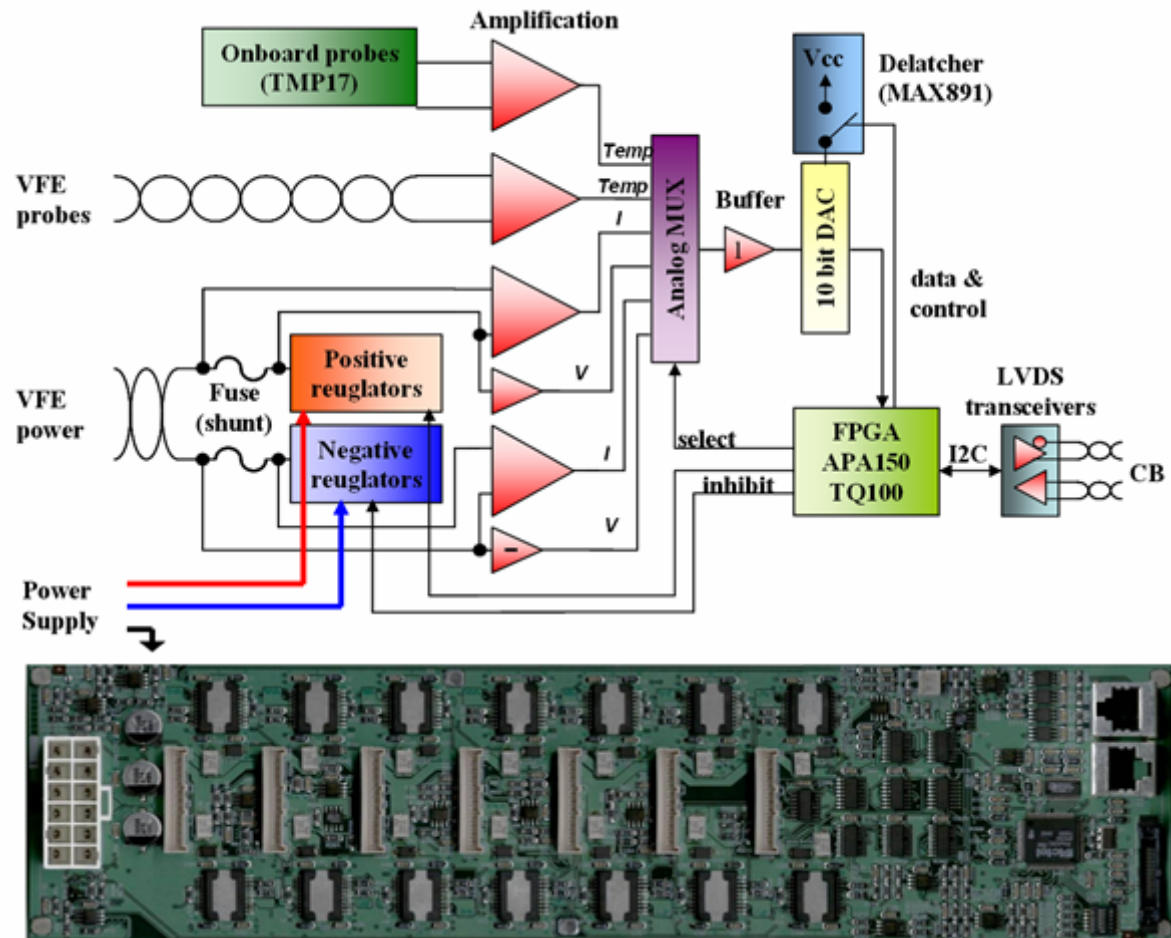 Amplification
Onboard probes
(TMP17)
Vcc
Delatcher
(MAX891)
VFE
probes
Temp
Temp
I
Analog MUX
Buffer
1
10 bit DAC
data &
control
Positive
reuglators
V
VFE
power
Fuse
(shunt)
Negative
reuglators
I
V
select
inhibit
FPGA
APA150
TQ100
I2C
LVDS
transceivers
CB
-
Power
Supply